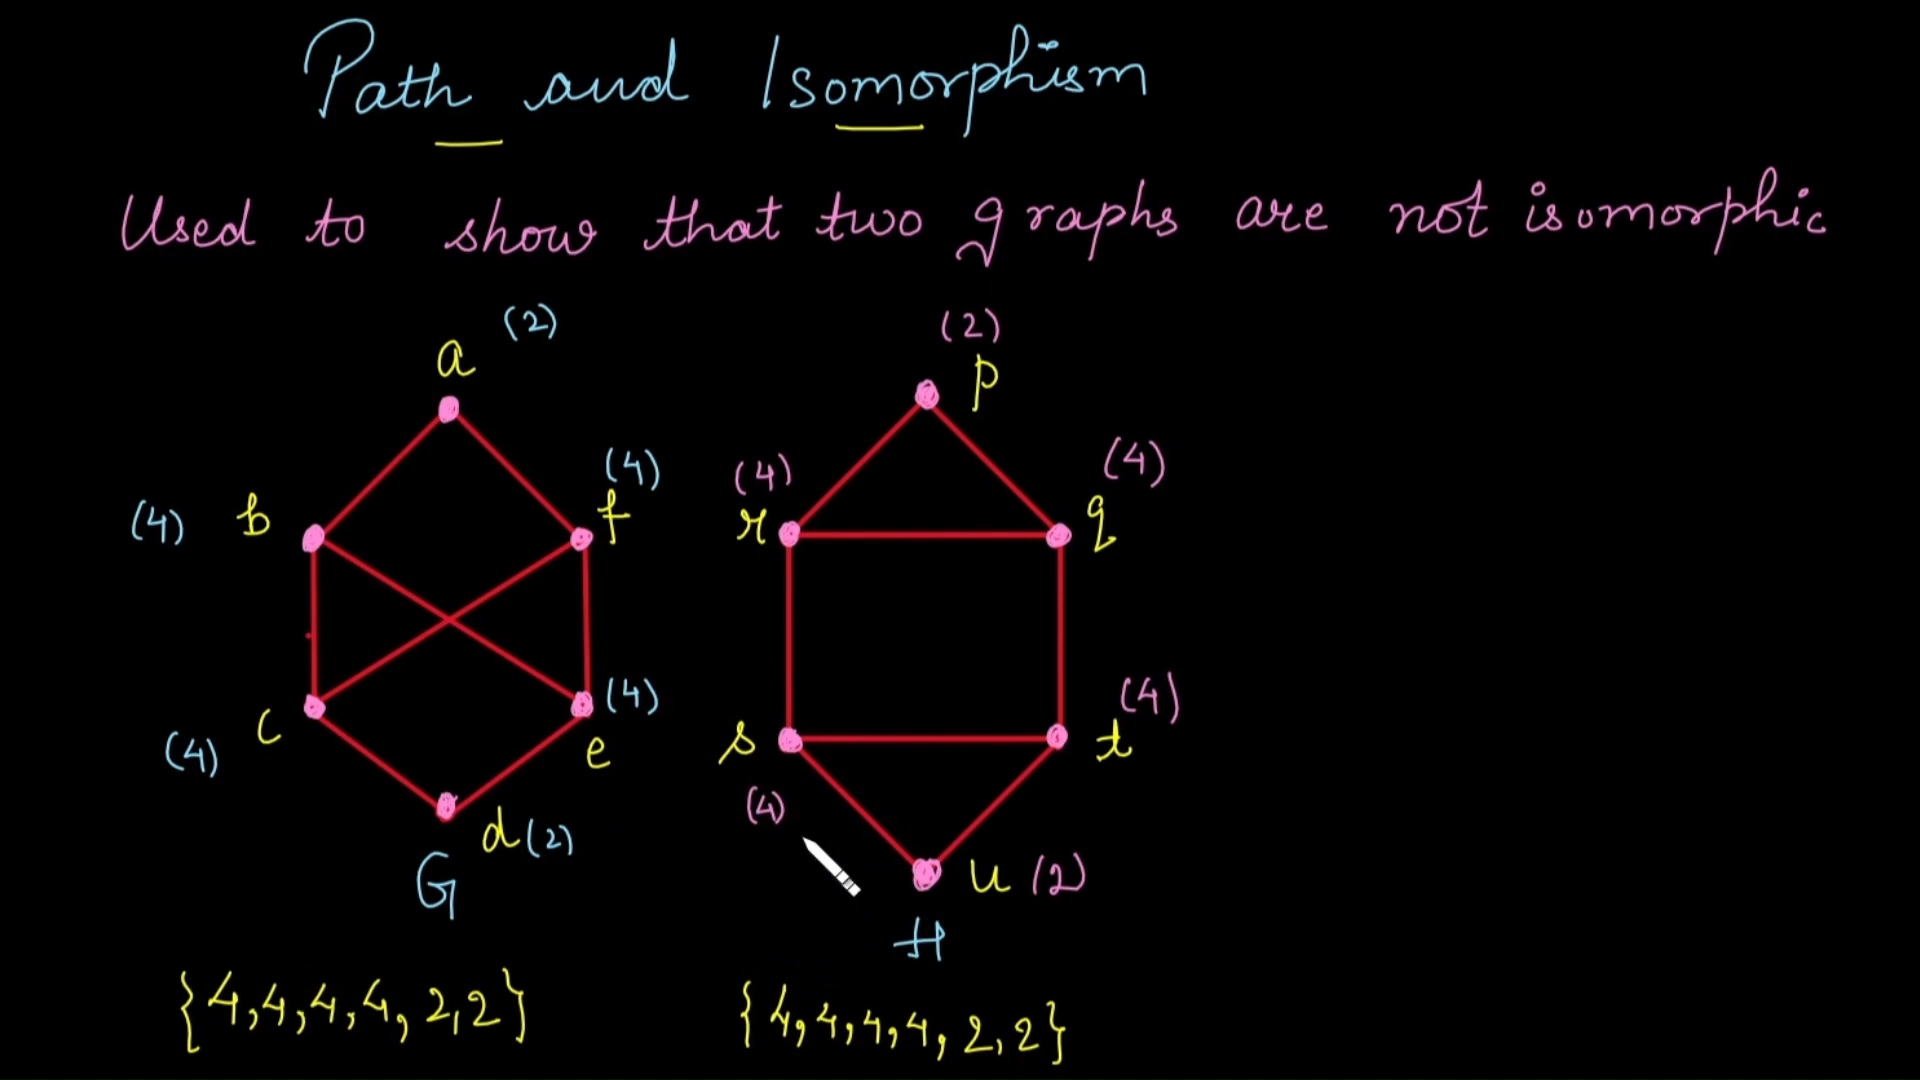 Path and Isomorphism
Used to show that two graphs are not isomorphic
a (2)
(2)
p
(4) b
(4)
f
(4)
r
(4)
q
(4) c
(4)
e
s
(4)
(4)
t
d (2)
G
u (2)
H
{4,4,4,4,2,2}
{4,4,4,4,2,2}